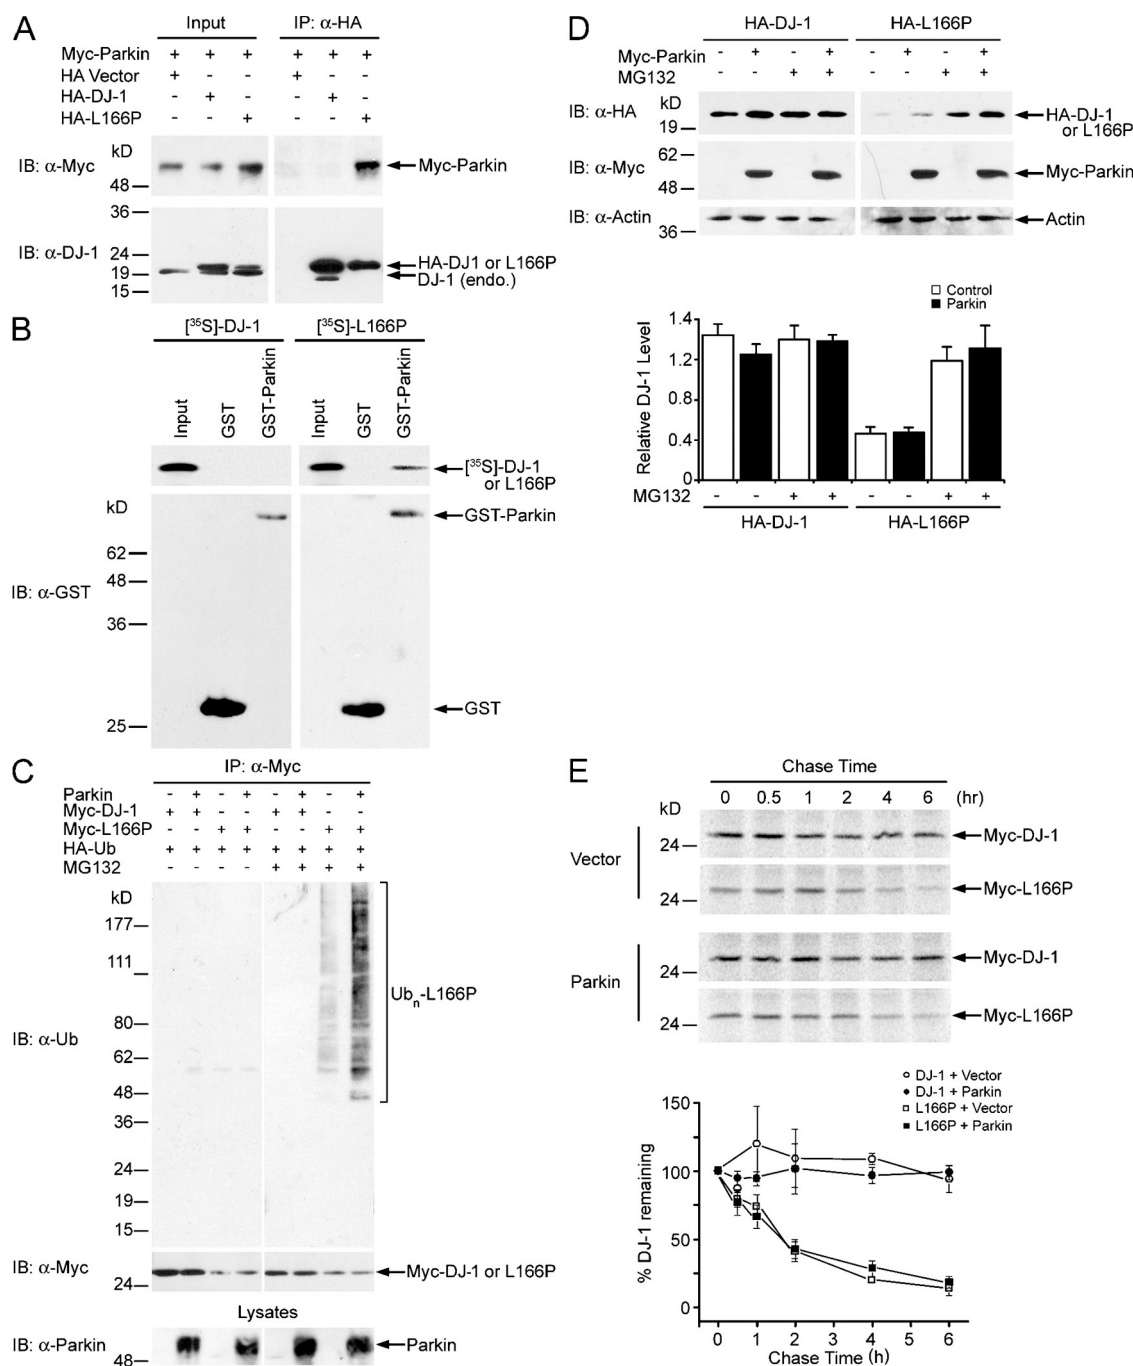 A
Input IP: α-HA
Myc-Parkin + + + + + +
HA Vector + - - + - -
HA-DJ-1 - + - - + -
HA-L166P - - + - - +
kD
IB: α-Myc
Myc-Parkin
48
36
IB: α-DJ-1
24
HA-DJ1 or L166P
19
DJ-1 (endo.)
15
B
[35S]-DJ-1 [35S]-L166P
Input GST GST-Parkin Input GST GST-Parkin
[35S]-DJ-1
or L166P
kD
GST-Parkin
62
48
IB: α-GST
36
GST
25
C
IP: α-Myc
Parkin - + - + - + - +
Myc-DJ-1 + + - - + + - -
Myc-L166P - - + + - - + +
HA-Ub + + + + + + + +
MG132 - - - - + + + +
kD
177
111
Ubn-L166P
80
IB: α-Ub
62
48
36
24
19
15
IB: α-Myc
Myc-DJ-1 or L166P
24
Lysates
IB: α-Parkin
Parkin
48
D
HA-DJ-1 HA-L166P
Myc-Parkin - + - + - + - +
MG132 - - + + - - + +
kD
IB: α-HA
HA-DJ-1
or L166P
19
62
IB: α-Myc
Myc-Parkin
48
IB: α-Actin
Actin
36
Control
Parkin
Relative DJ-1 Level
1.4
1.2
0.8
0.4
0
MG132 - - + + - - + +
HA-DJ-1 HA-L166P
E
Chase Time
0 0.5 1 2 4 6 (hr)
kD
Vector
24
Myc-DJ-1
24
Myc-L166P
Parkin
24
Myc-DJ-1
24
Myc-L166P
DJ-1 + Vector
DJ-1 + Parkin
L166P + Vector
L166P + Parkin
% DJ-1 remaining
150
100
50
0
0 1 2 3 4 5 6
Chase Time (h)